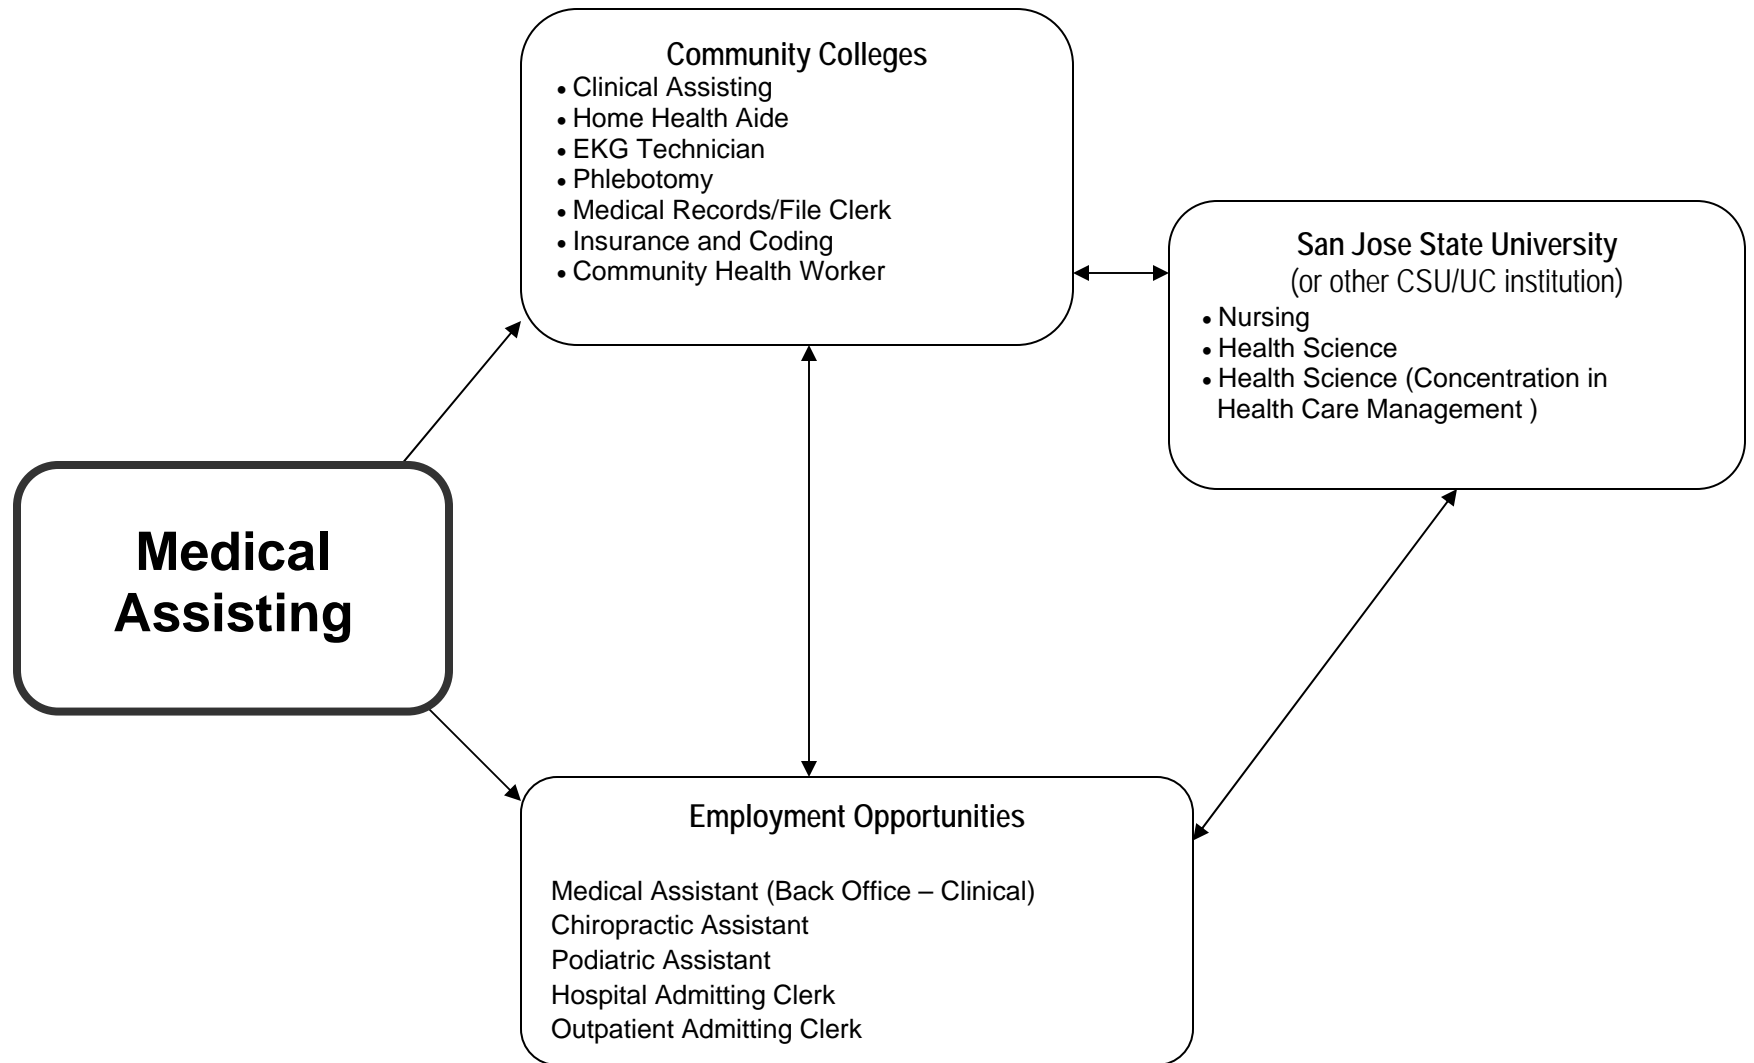 Community Colleges
• Clinical Assisting
• Home Health Aide
• EKG Technician
• Phlebotomy
• Medical Records/File Clerk
• Insurance and Coding
• Community Health Worker
San Jose State University
(or other CSU/UC institution)
• Nursing
• Health Science
• Health Science (Concentration in
Health Care Management )
Medical
Assisting
Employment Opportunities
Medical Assistant (Back Office – Clinical)
Chiropractic Assistant
Podiatric Assistant
Hospital Admitting Clerk
Outpatient Admitting Clerk